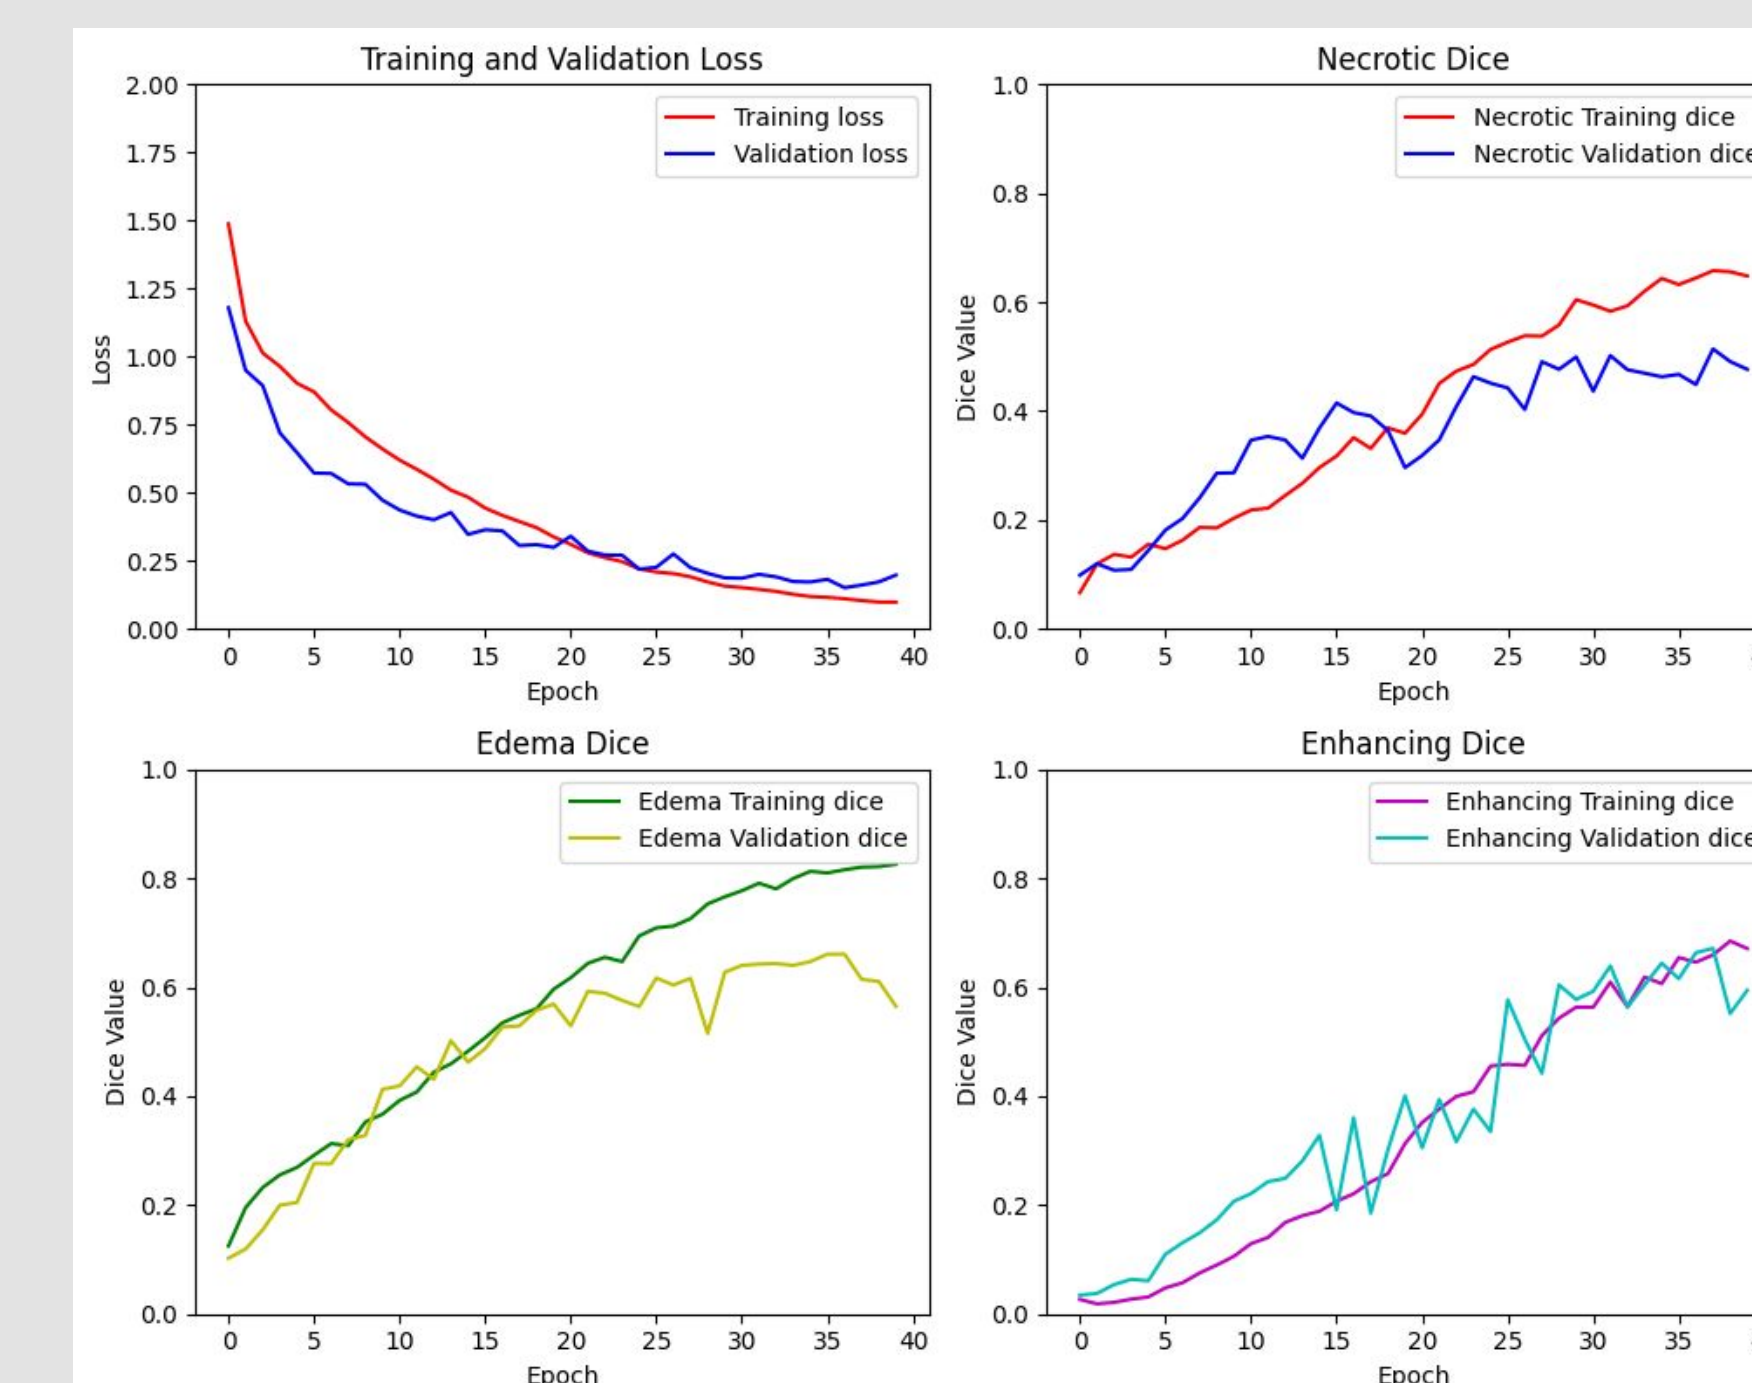 Training and Validation Loss
2.00
1.75
1.50
1.25
1.00
0.75
0.50
0.25
0.00
Loss
Training loss
Validation loss
0 5 10 15 20 25 30 35 40
Epoch
Necrotic Dice
1.0
0.8
0.6
0.4
0.2
0.0
Dice Value
Necrotic Training dice
Necrotic Validation dice
0 5 10 15 20 25 30 35
Epoch
Edema Dice
1.0
0.8
0.6
0.4
0.2
0.0
Dice Value
Edema Training dice
Edema Validation dice
0 5 10 15 20 25 30 35 40
Epoch
Enhancing Dice
1.0
0.8
0.6
0.4
0.2
0.0
Dice Value
Enhancing Training dice
Enhancing Validation dice
0 5 10 15 20 25 30 35
Epoch